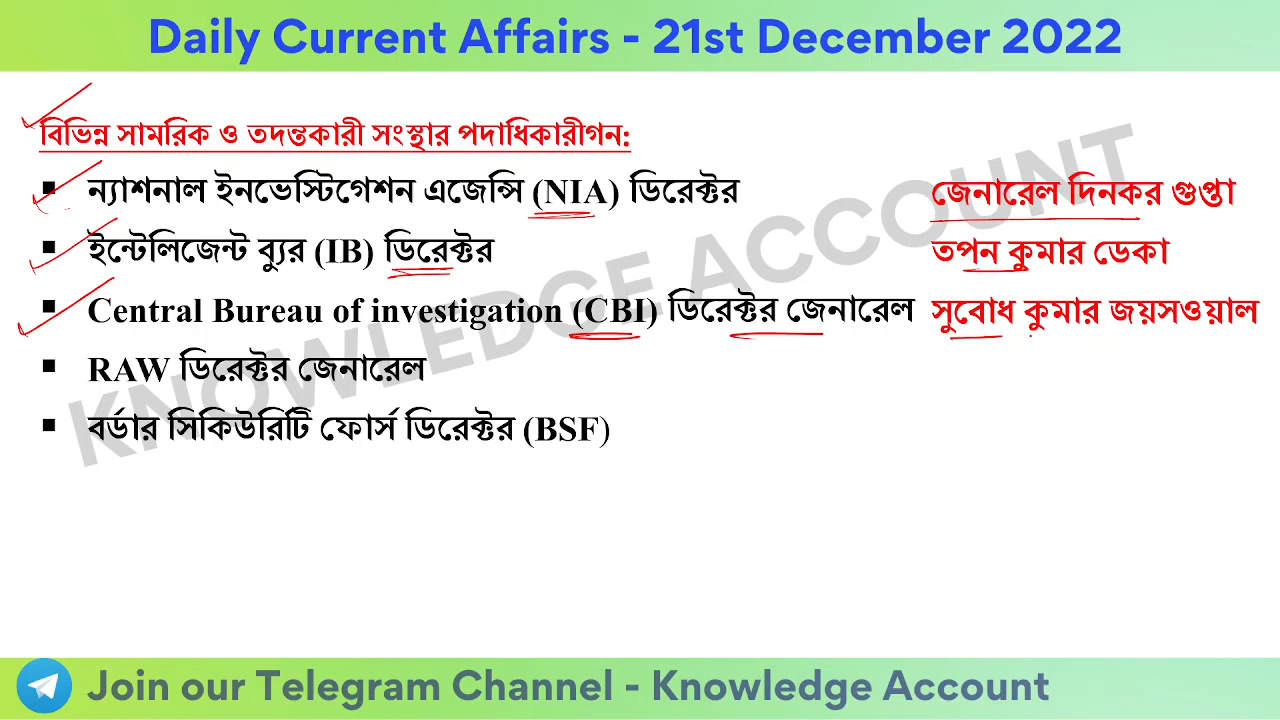 Daily Current Affairs - 21st December 2022
বিভিন্ন সামরিক ও তদন্তকারী সংস্থার পদাধিকারীগন:
▪ ন্যাশনাল ইনভেস্টিগেশন এজেন্সি (NIA) ডিরেক্টর জেনারেল দিনকর গুপ্তা
▪ ইন্টেলিজেন্ট ব্যুর (IB) ডিরেক্টর তপন কুমার ডেকা
▪ Central Bureau of investigation (CBI) ডিরেক্টর জেনারেল সুবোধ কুমার জয়সওয়াল
▪ RAW ডিরেক্টর জেনারেল
▪ বর্ডার সিকিউরিটি ফোর্স ডিরেক্টর (BSF)
KNOWLEDGE ACCOUNT
Join our Telegram Channel - Knowledge Account